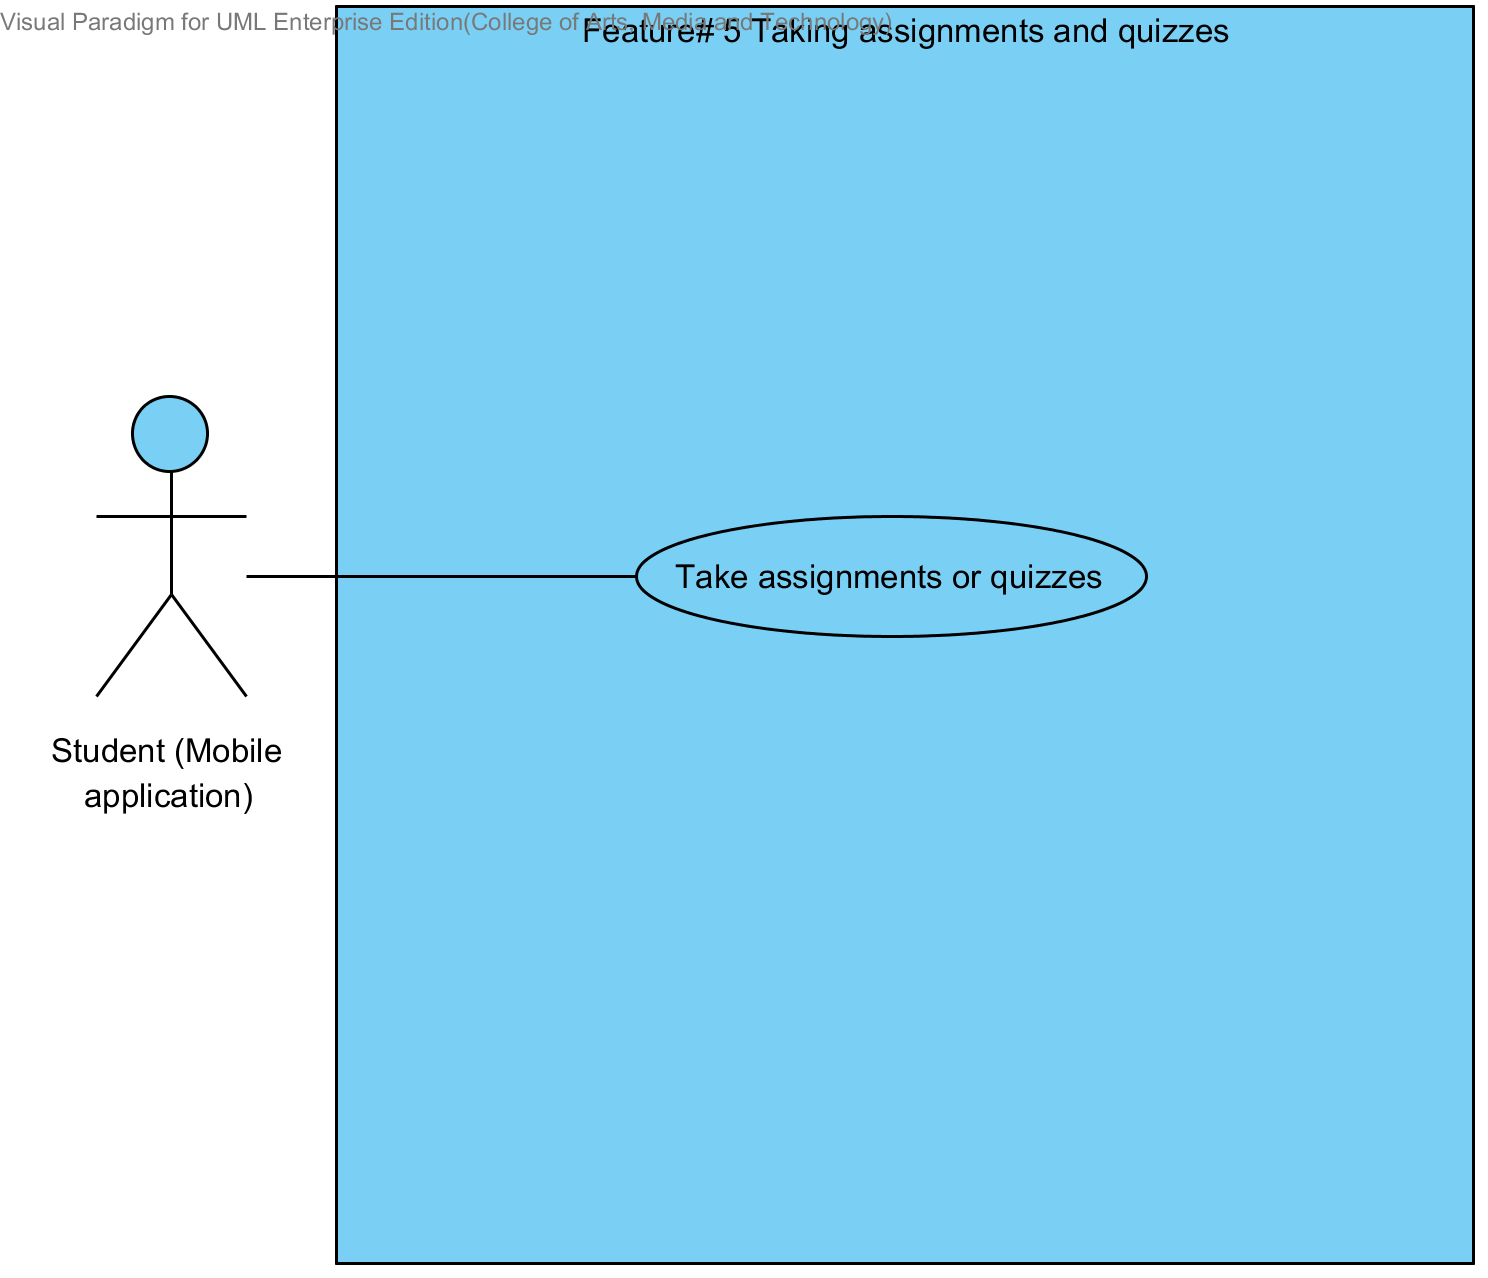 Visual Paradigm for UML Enterprise Edition(College of Arts, Media and Technology)
Feature# 5 Taking assignments and quizzes
Take assignments or quizzes
Student (Mobile
application)